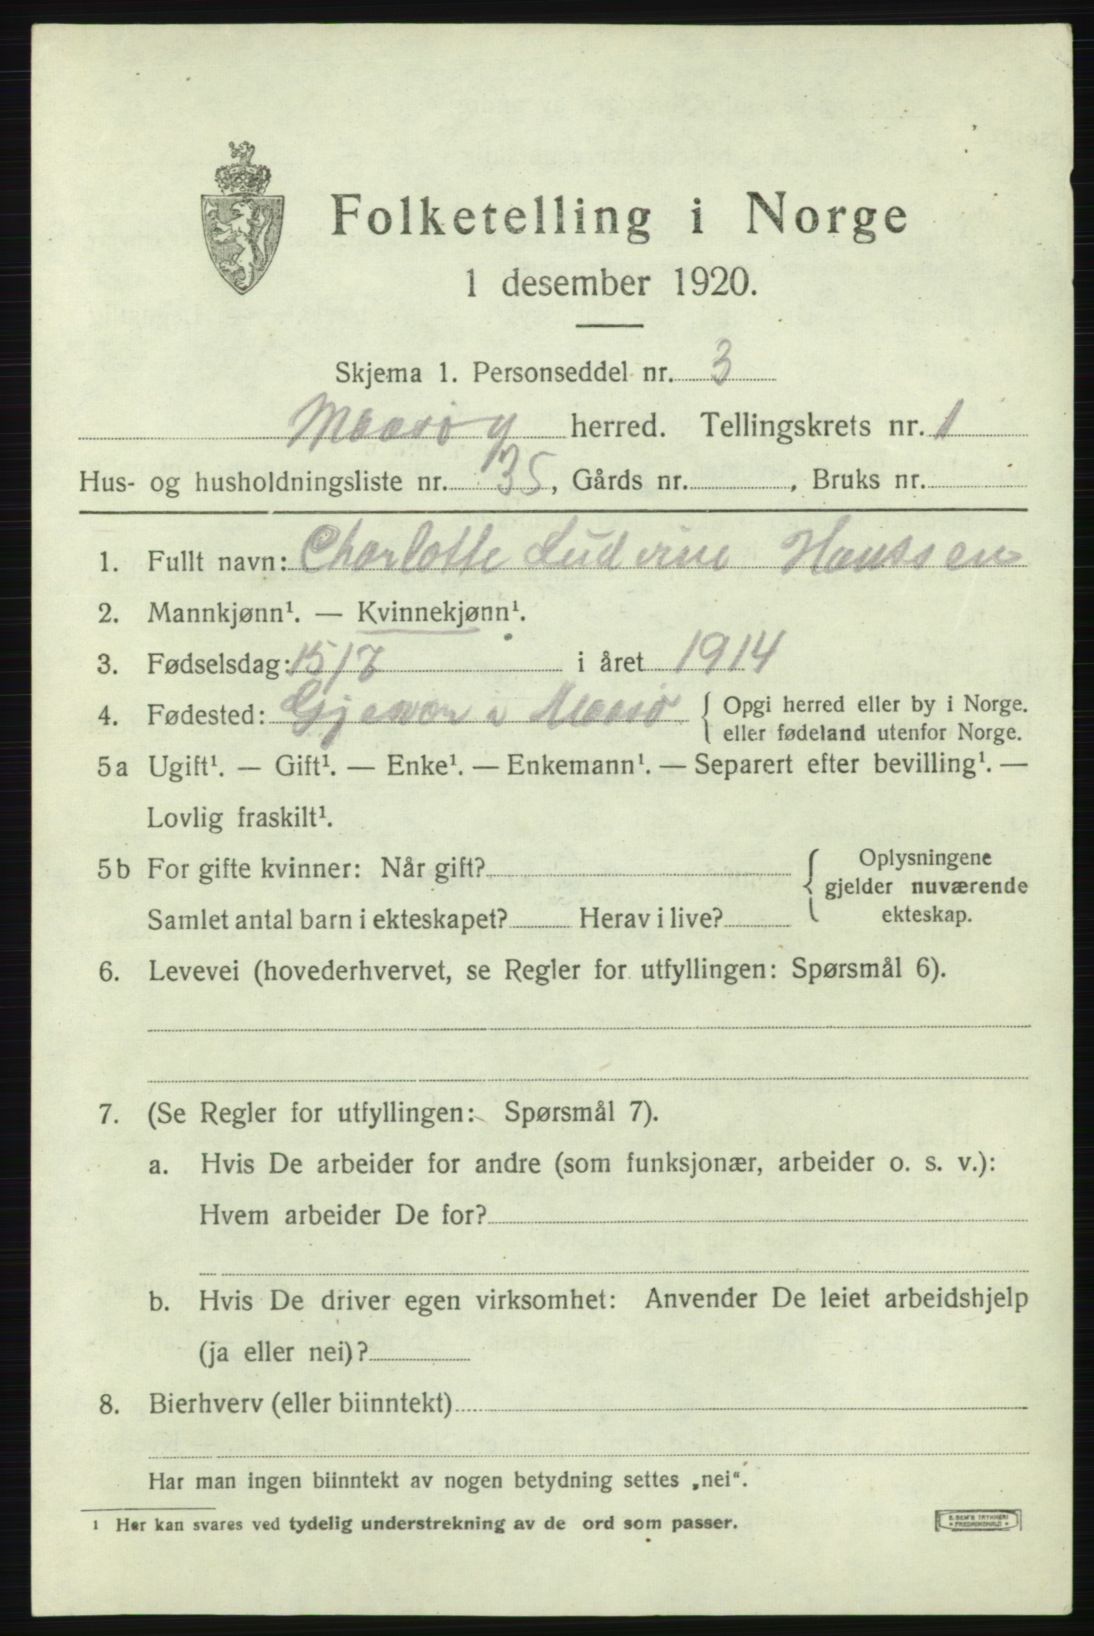 Folketelling i Norge
1 desember 1920.
Skjema 1. Personseddel nr. 3
Maasøy herred. Tellingskrets nr. 1
Hus- og husholdningsliste nr. 35, Gårds nr. , Bruks nr.
1. Fullt navn: Charlotte Ludvine Hanssen
2. Mannkjønn¹. — Kvinnekjønn¹.
3. Fødselsdag: 15/7 i året 1914
4. Fødested: Gjesvær i Maasø { Opgi herred eller by i Norge.
eller fødeland utenfor Norge.
5a Ugift¹. — Gift¹. — Enke¹. — Enkemann¹. — Separert efter bevilling¹. —
Lovlig fraskilt¹.
5b For gifte kvinner: Når gift? { Oplysningene
gjelder nuværende
Samlet antal barn i ekteskapet? Herav i live? ekteskap.
6. Levevei (hovederhvervet, se Regler for utfyllingen: Spørsmål 6).
7. (Se Regler for utfyllingen: Spørsmål 7).
a. Hvis De arbeider for andre (som funksjonær, arbeider o. s. v.):
Hvem arbeider De for?
b. Hvis De driver egen virksomhet: Anvender De leiet arbeidshjelp
(ja eller nei)?
8. Bierhverv (eller biinntekt)
Har man ingen biinntekt av nogen betydning settes „nei“.
¹ Her kan svares ved tydelig understrekning av de ord som passer.